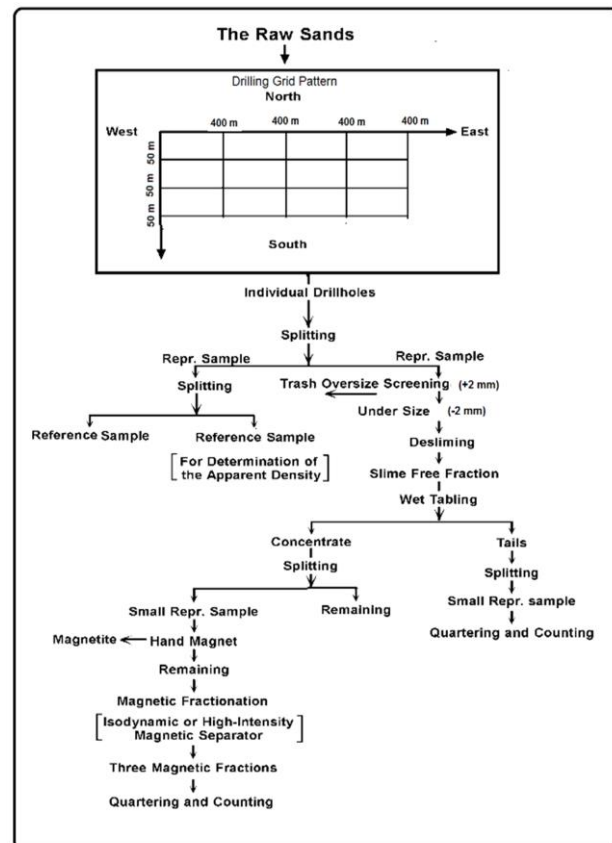 The Raw Sands
Drilling Grid Pattern
North
400 m 400 m 400 m 400 m
West
East
50 m
50 m
50 m
South
Individual Drillholes
Splitting
Repr. Sample
Repr. Sample
Splitting
Trash Oversize Screening (+2 mm)
Under Size (-2 mm)
Reference Sample
Reference Sample
Desliming
[For Determination of
the Apparent Density]
Slime Free Fraction
Wet Tabling
Concentrate
Tails
Splitting
Splitting
Small Repr. Sample
Remaining
Small Repr. sample
Magnetite
Hand Magnet
Quartering and Counting
Remaining
Magnetic Fractionation
[Isodynamic or High-Intensity
Magnetic Separator]
Three Magnetic Fractions
Quartering and Counting